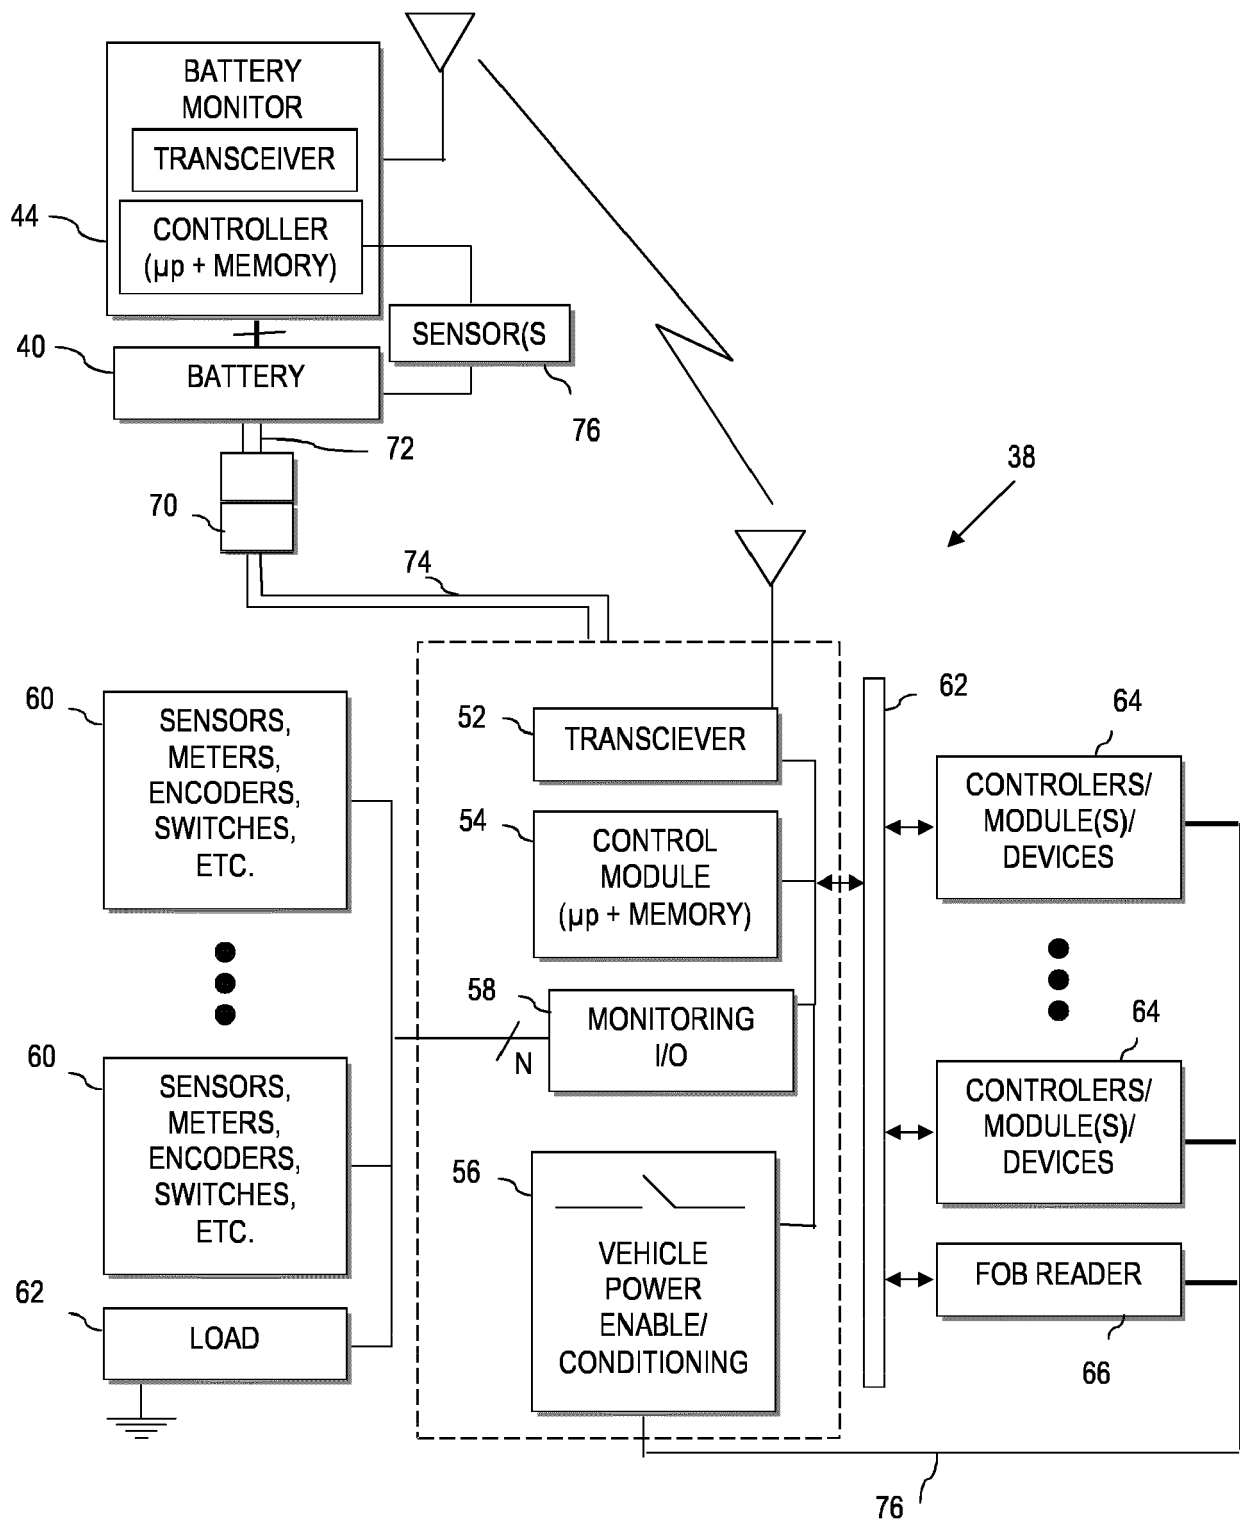 BATTERY
MONITOR
TRANSCEIVER
44
CONTROLLER
(µp + MEMORY)
SENSOR(S
40
BATTERY
76
72
38
70
74
60
SENSORS,
METERS,
ENCODERS,
SWITCHES,
ETC.
52
TRANSCIEVER
62
64
CONTROLERS/
MODULE(S)/
DEVICES
54
CONTROL
MODULE
(µp + MEMORY)
58
MONITORING
I/O
N
64
CONTROLERS/
MODULE(S)/
DEVICES
60
SENSORS,
METERS,
ENCODERS,
SWITCHES,
ETC.
56
VEHICLE
POWER
ENABLE/
CONDITIONING
FOB READER
66
62
LOAD
76